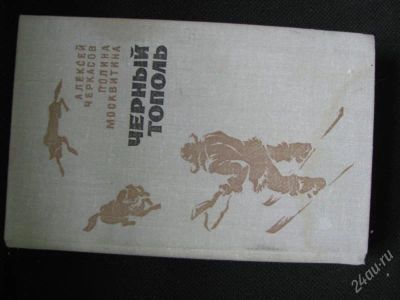 АЛЕКСЕЙ
ЧЕРКАСОВ
ПОЛИНА
МОСКВИТИНА
ЧЕРНЫЙ
ТОПОЛЬ
24au.ru